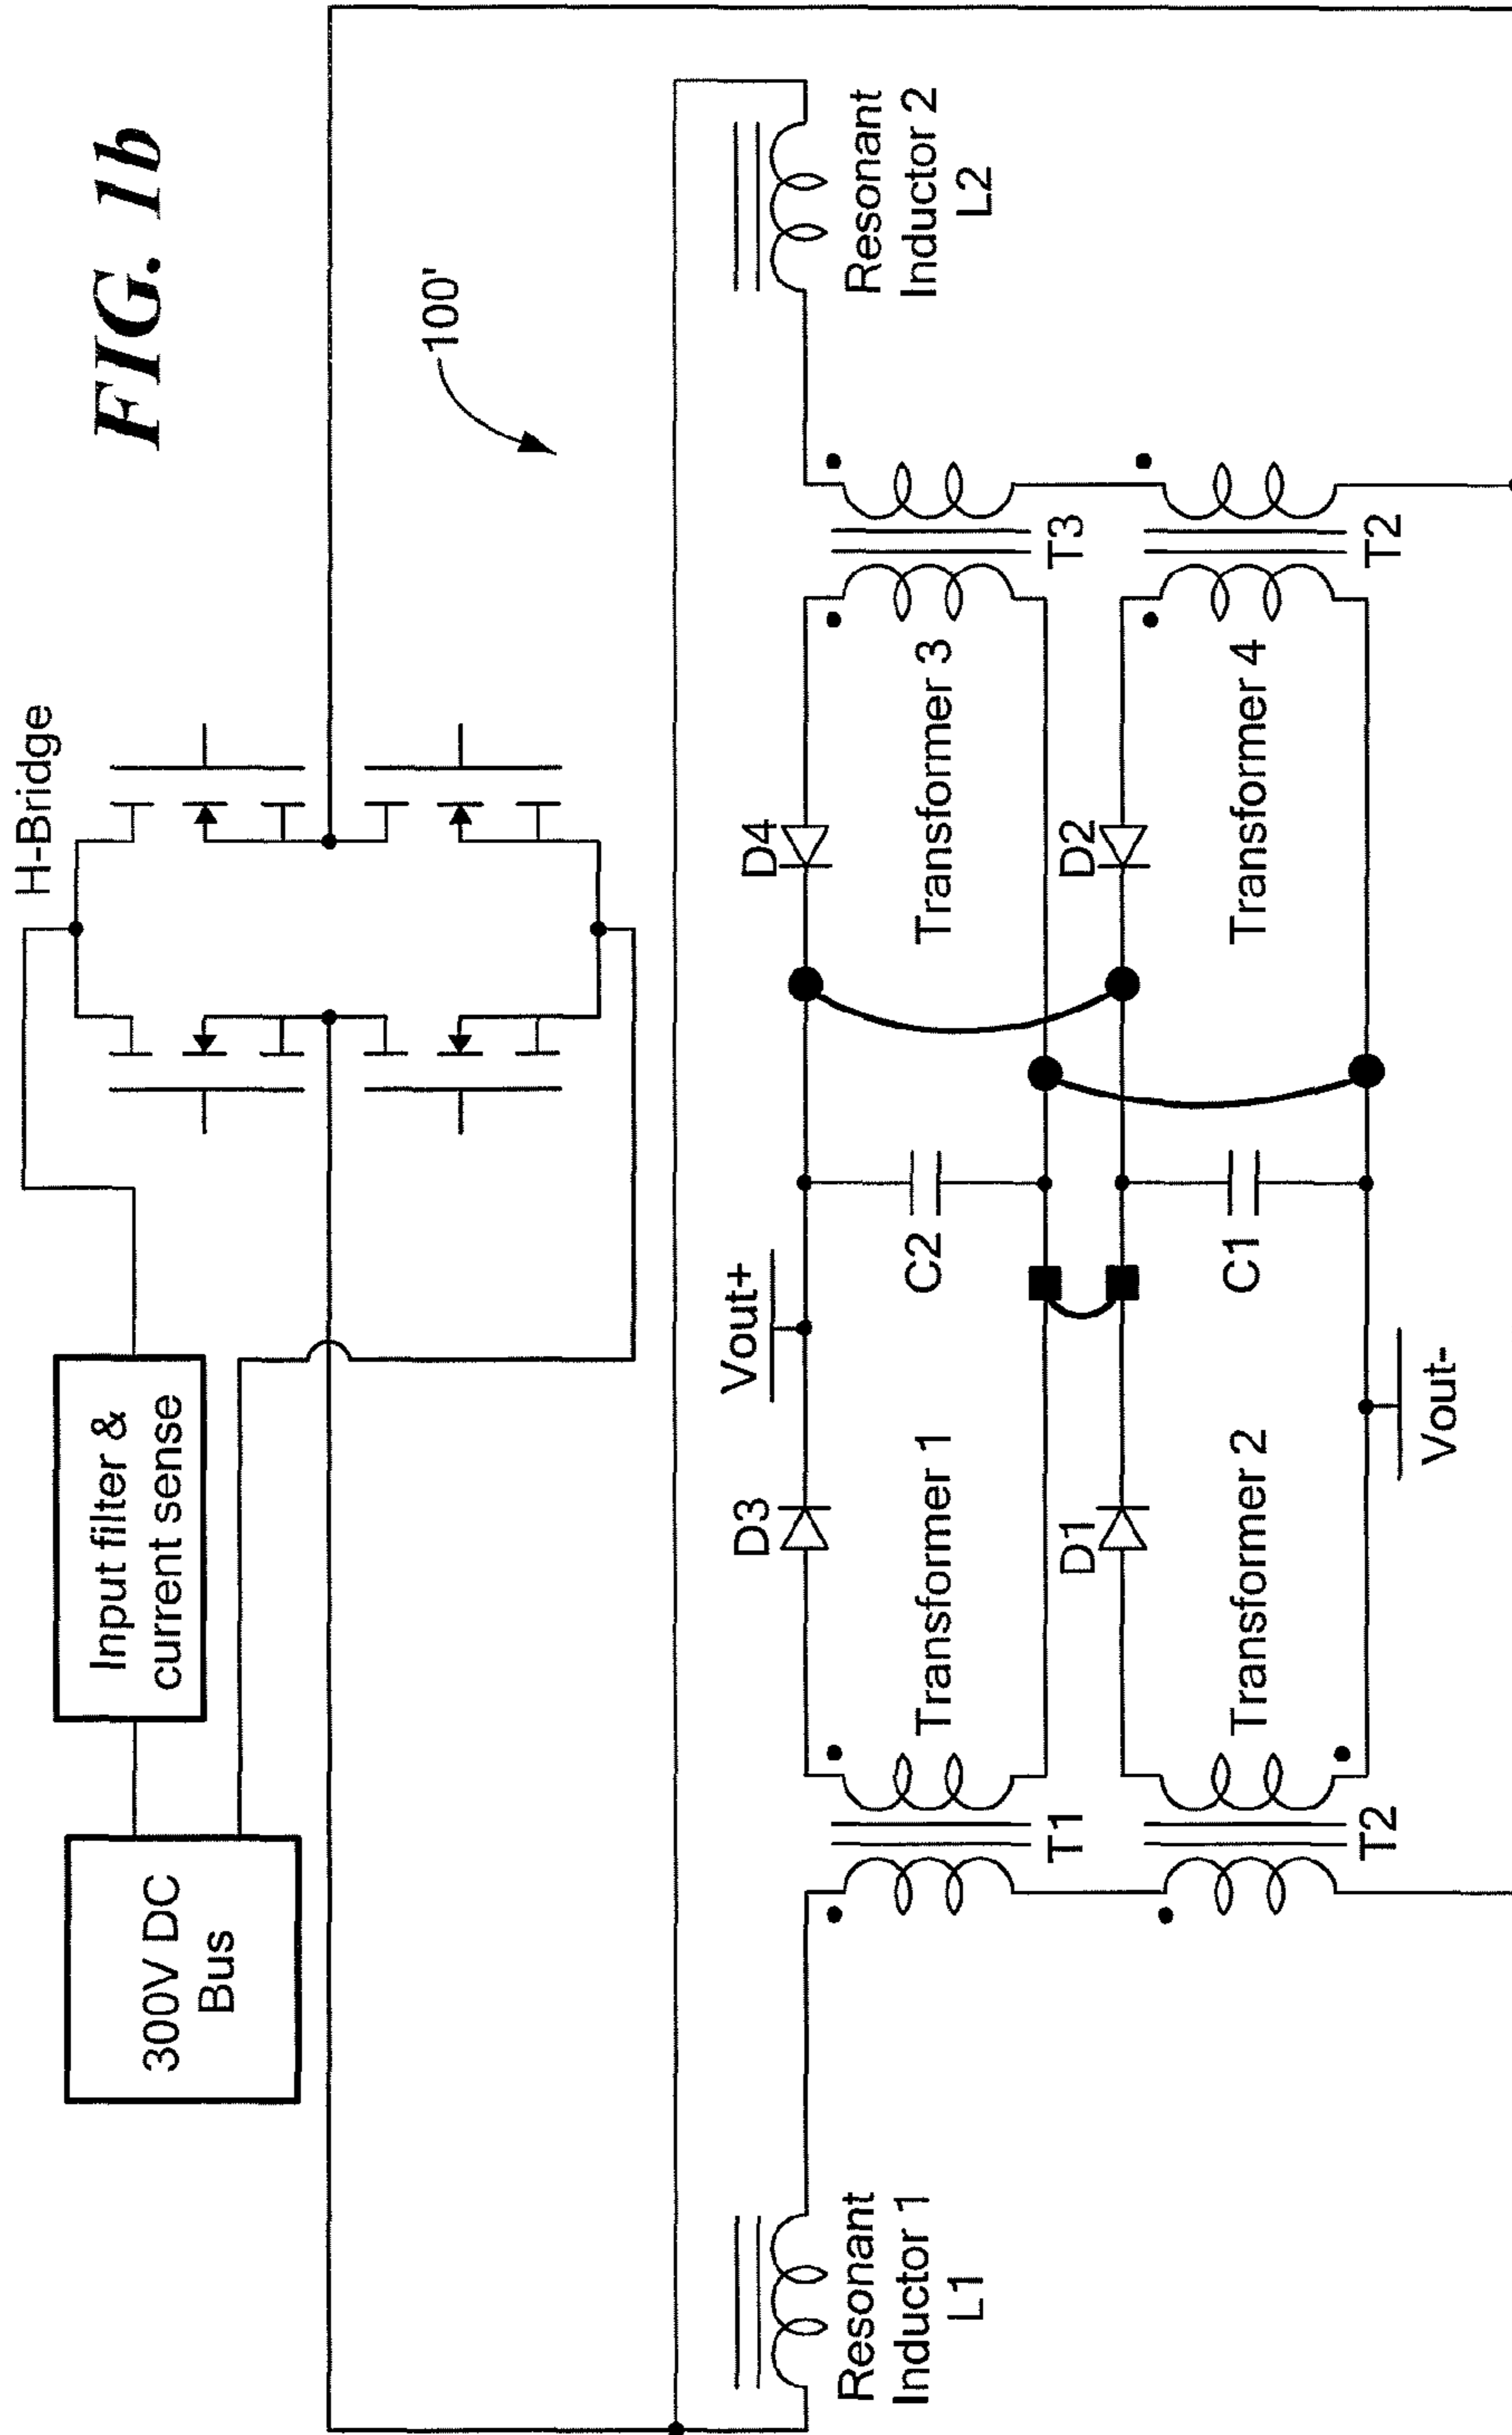 FIG. 1b
H-Bridge
Input filter &
current sense
300V DC
Bus
100'
Resonant
Inductor 1
L1
Resonant
Inductor 2
L2
Vout+
D3
D4
T1
Transformer 1
C2
Transformer 3
T3
D1
D2
T2
Transformer 2
C1
Transformer 4
T2
Vout-